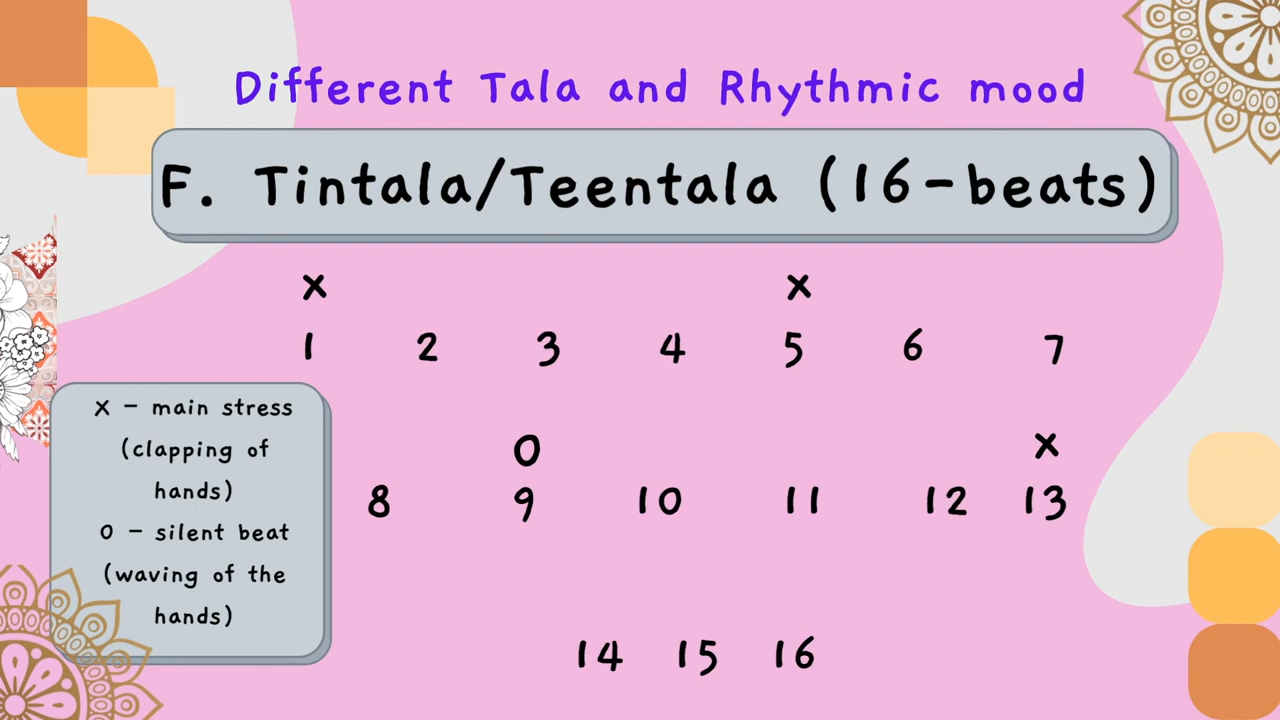 Different Tala and Rhythmic mood
F. Tintala/Teentala (16-beats)
x x
1 2 3 4 5 6 7
x - main stress
(clapping of
hands)
0 - silent beat
(waving of the
hands)
0 x
8 9 10 11 12 13
14 15 16